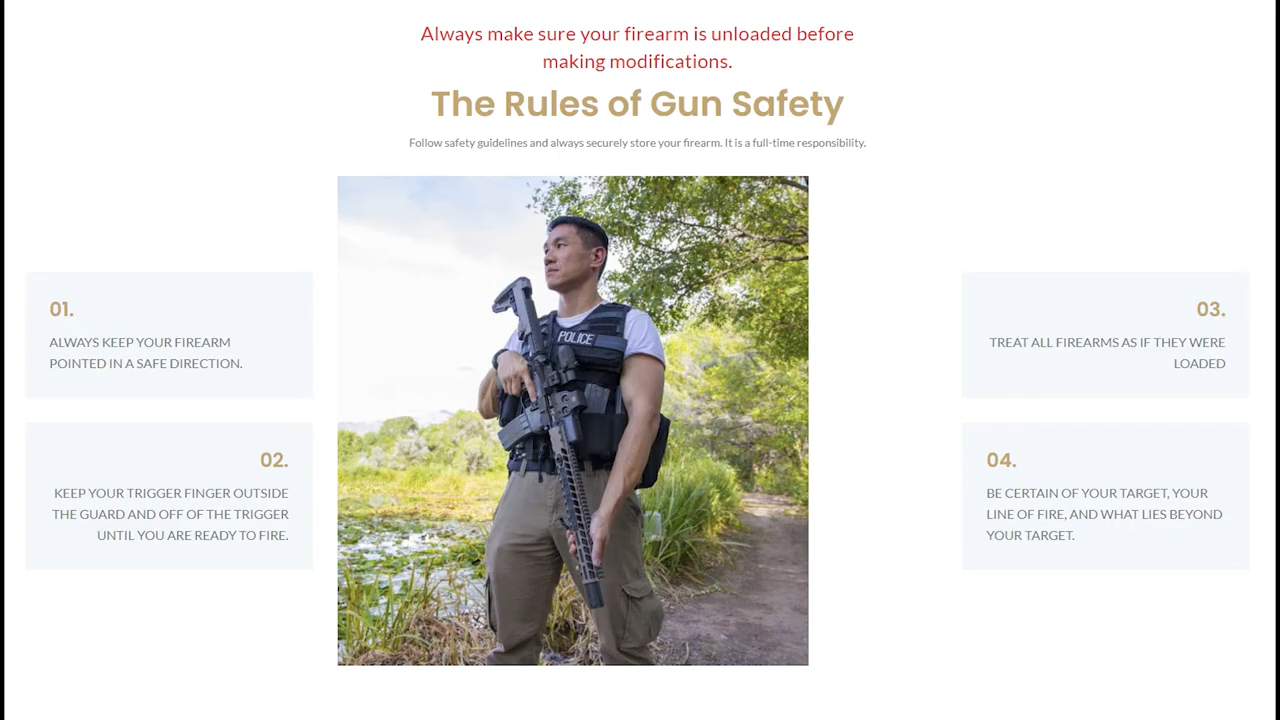 Always make sure your firearm is unloaded before
making modifications.
The Rules of Gun Safety
Follow safety guidelines and always securely store your firearm. It is a full-time responsibility.
01.
ALWAYS KEEP YOUR FIREARM
POINTED IN A SAFE DIRECTION.
02.
KEEP YOUR TRIGGER FINGER OUTSIDE
THE GUARD AND OFF OF THE TRIGGER
UNTIL YOU ARE READY TO FIRE.
POLICE
03.
TREAT ALL FIREARMS AS IF THEY WERE
LOADED
04.
BE CERTAIN OF YOUR TARGET, YOUR
LINE OF FIRE, AND WHAT LIES BEYOND
YOUR TARGET.